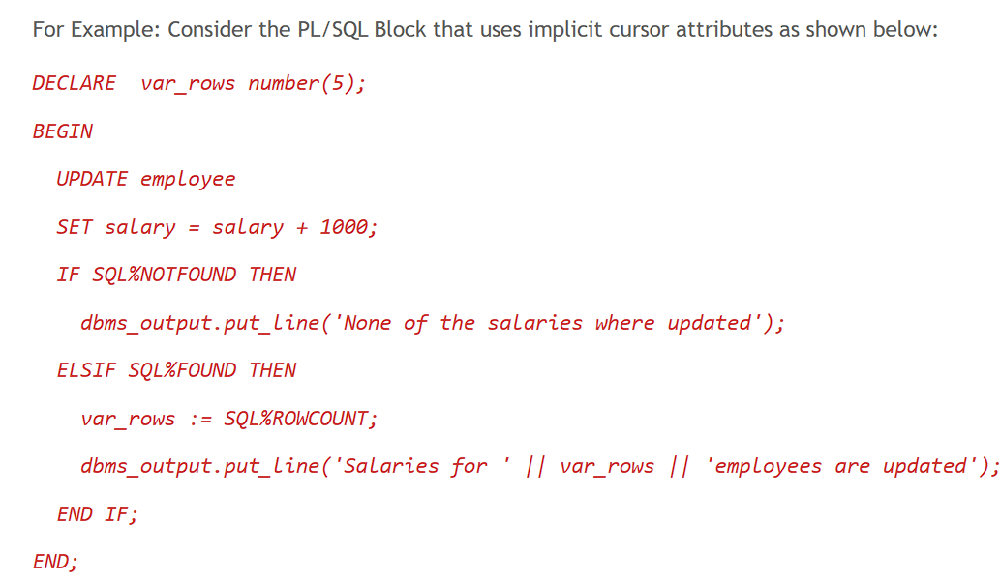 For Example: Consider the PL/SQL Block that uses implicit cursor attributes as shown below:
DECLARE  var_rows number(5);
BEGIN
  UPDATE employee
  SET salary = salary + 1000;
  IF SQL%NOTFOUND THEN
    dbms_output.put_line('None of the salaries where updated');
  ELSIF SQL%FOUND THEN
    var_rows := SQL%ROWCOUNT;
    dbms_output.put_line('Salaries for ' || var_rows || 'employees are updated');
  END IF;
END;